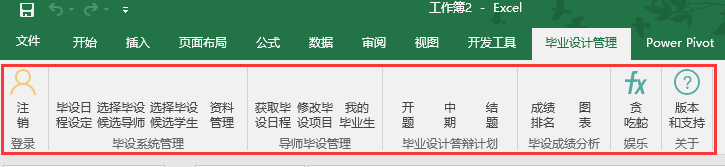 工作簿2 - Excel
文件 开始 插入 页面布局 公式 数据 审阅 视图 开发工具 毕业设计管理 Power Pivot
注销 毕设日程设定 选择毕设候选导师 选择毕设候选学生 资料管理 获取毕设日程 修改毕设项目 我的毕业生 开题 中期 结题 成绩排名 图表 fx 贪吃蛇 ? 版本和支持
登录 毕设系统管理 导师毕设管理 毕业设计答辩计划 毕设成绩分析 娱乐 关于